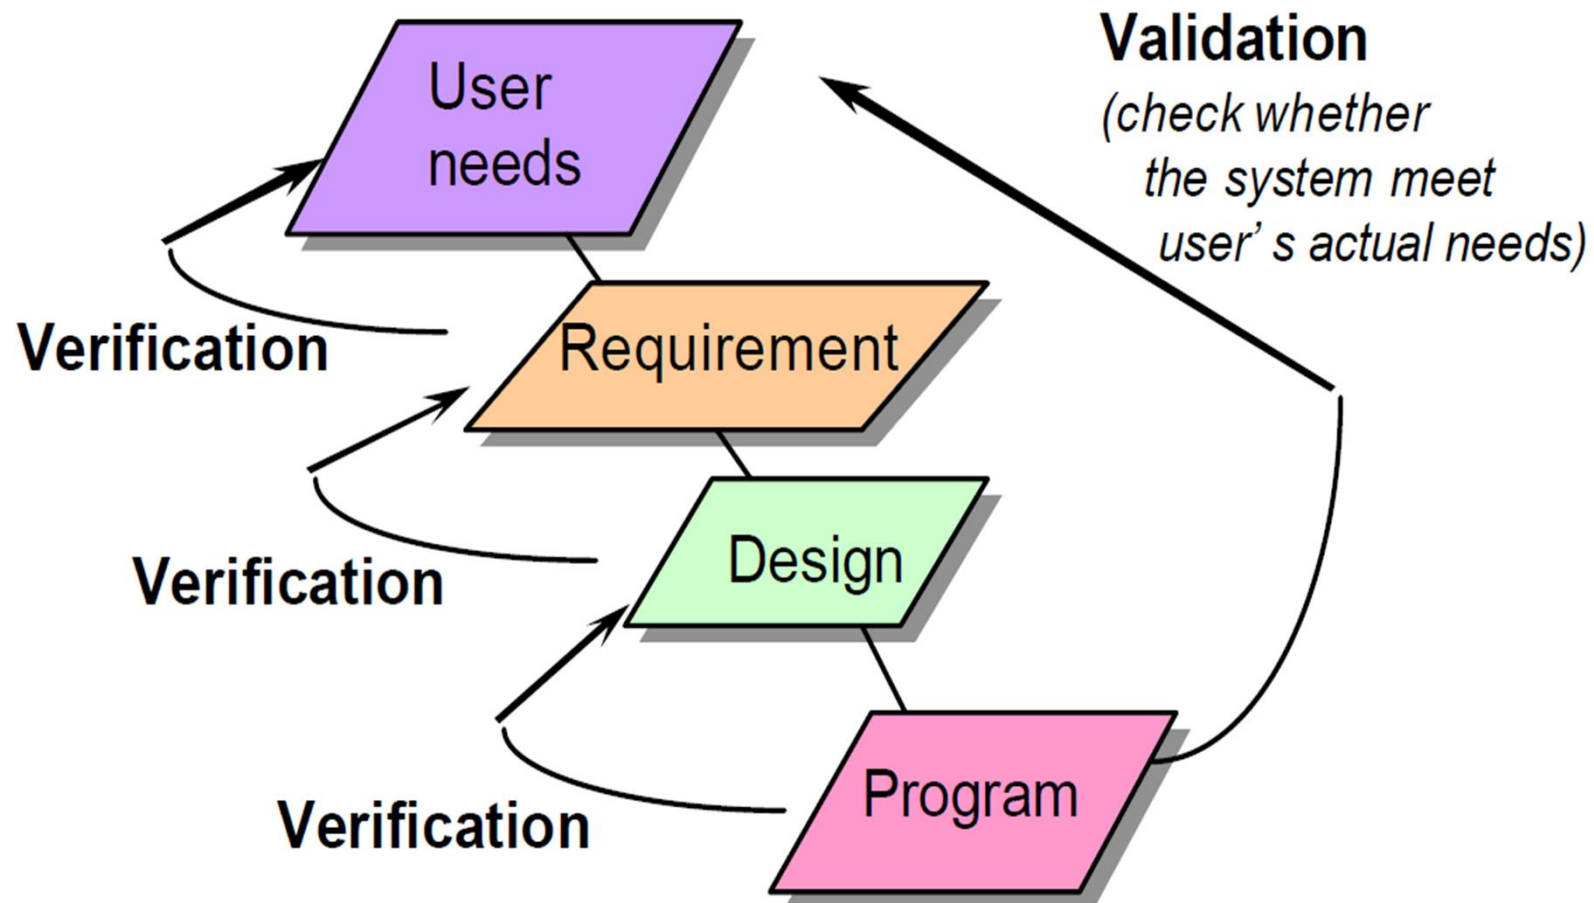 User
needs
Validation
(check whether
the system meet
user’ s actual needs)
Verification
Requirement
Verification
Design
Verification
Program